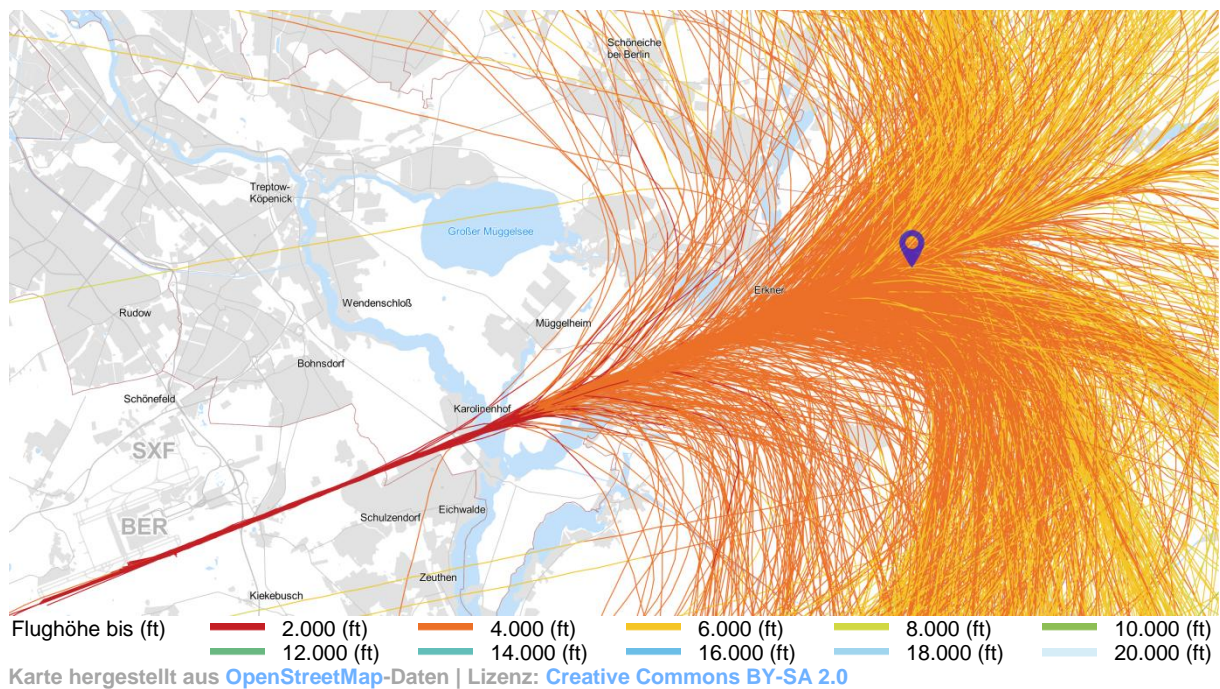 Schöneiche
bei Berlin
Treptow-
Köpenick
Großer Müggelsee
Erkner
Wendenschloß
Rudow
Müggelheim
Bohnsdorf
Schönefeld
Karolinenhof
SXF
BER
Schulzendorf
Eichwalde
Zeuthen
Kiekebusch
Flughöhe bis (ft) 2.000 (ft) 4.000 (ft) 6.000 (ft) 8.000 (ft) 10.000 (ft)
12.000 (ft) 14.000 (ft) 16.000 (ft) 18.000 (ft) 20.000 (ft)
Karte hergestellt aus OpenStreetMap-Daten | Lizenz: Creative Commons BY-SA 2.0